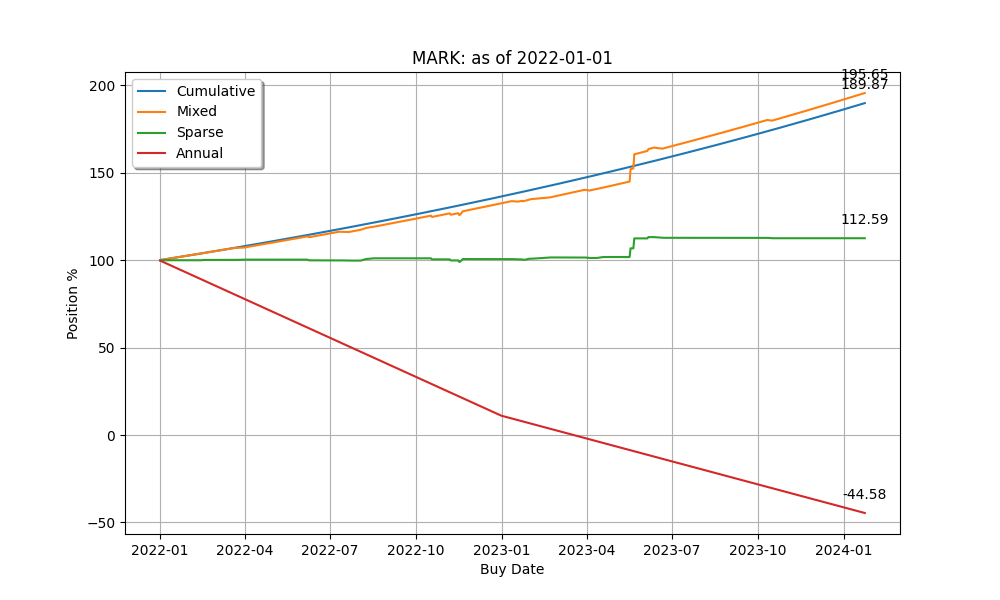 MARK: as of 2022-01-01
195.65
189.87
112.59
-44.58
Cumulative
Mixed
Sparse
Annual
Position %
200
150
100
50
0
−50
2022-01 2022-04 2022-07 2022-10 2023-01 2023-04 2023-07 2023-10 2024-01
Buy Date